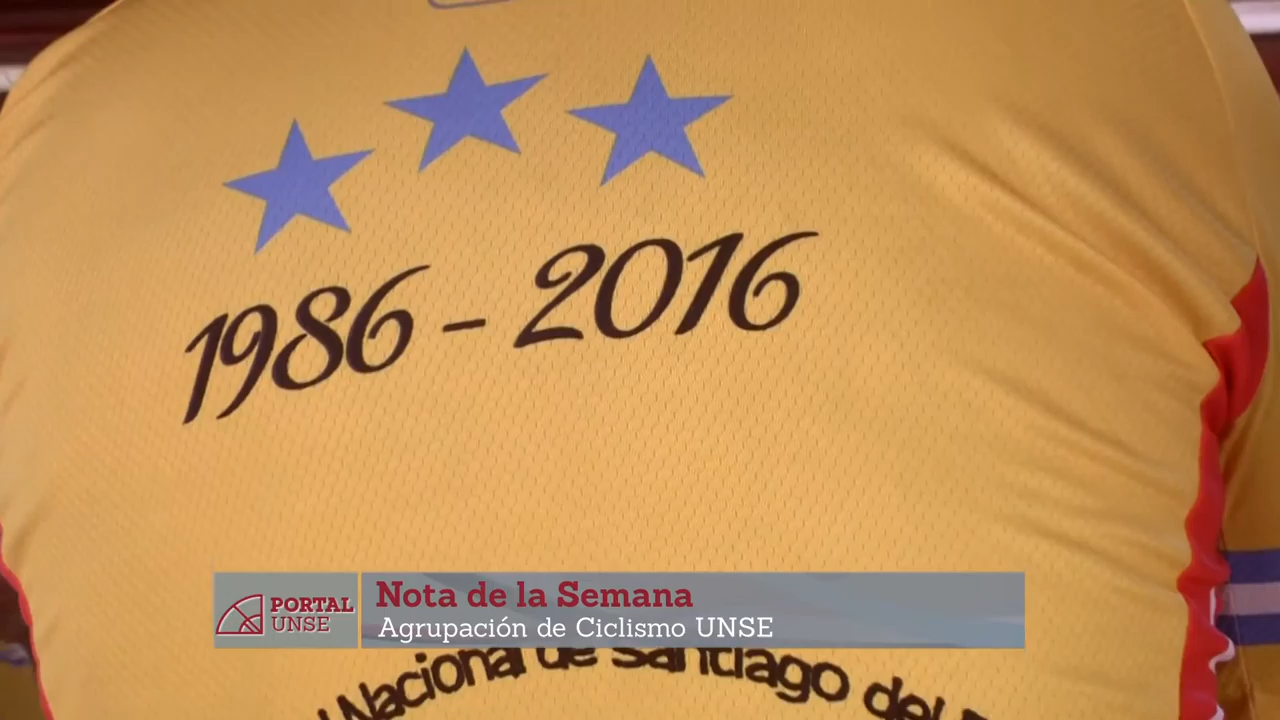 1986 - 2016
PORTAL
UNSE
Nota de la Semana
Agrupación de Ciclismo UNSE
Nacional de Santiago del